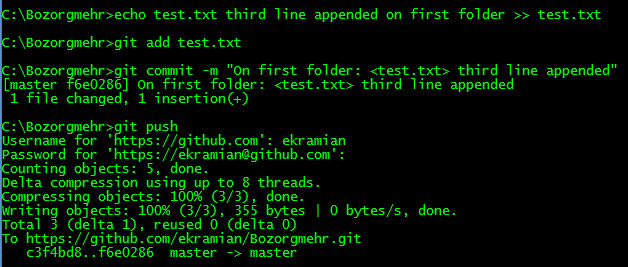 C:\Bozorgmehr>echo test.txt third line appended on first folder >> test.txt
C:\Bozorgmehr>git add test.txt
C:\Bozorgmehr>git commit -m "On first folder: <test.txt> third line appended"
[master f6e0286] On first folder: <test.txt> third line appended
 1 file changed, 1 insertion(+)
C:\Bozorgmehr>git push
Username for 'https://github.com': ekramian
Password for 'https://ekramian@github.com':
Counting objects: 5, done.
Delta compression using up to 8 threads.
Compressing objects: 100% (3/3), done.
Writing objects: 100% (3/3), 355 bytes | 0 bytes/s, done.
Total 3 (delta 1), reused 0 (delta 0)
To https://github.com/ekramian/Bozorgmehr.git
   c3f4bd8..f6e0286  master -> master